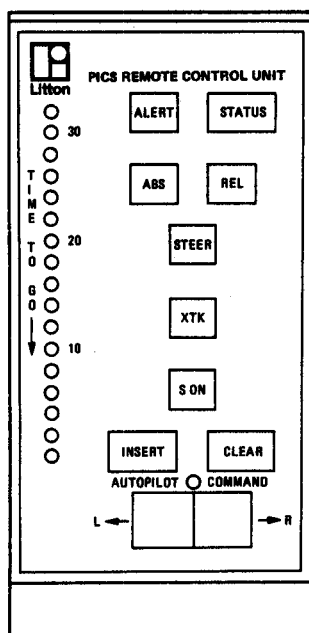 Litton
PICS REMOTE CONTROL UNIT
ALERT
STATUS
30
ABS
REL
TIME TO GO
20
STEER
XTK
10
S ON
INSERT
CLEAR
AUTOPILOT
COMMAND
L
R